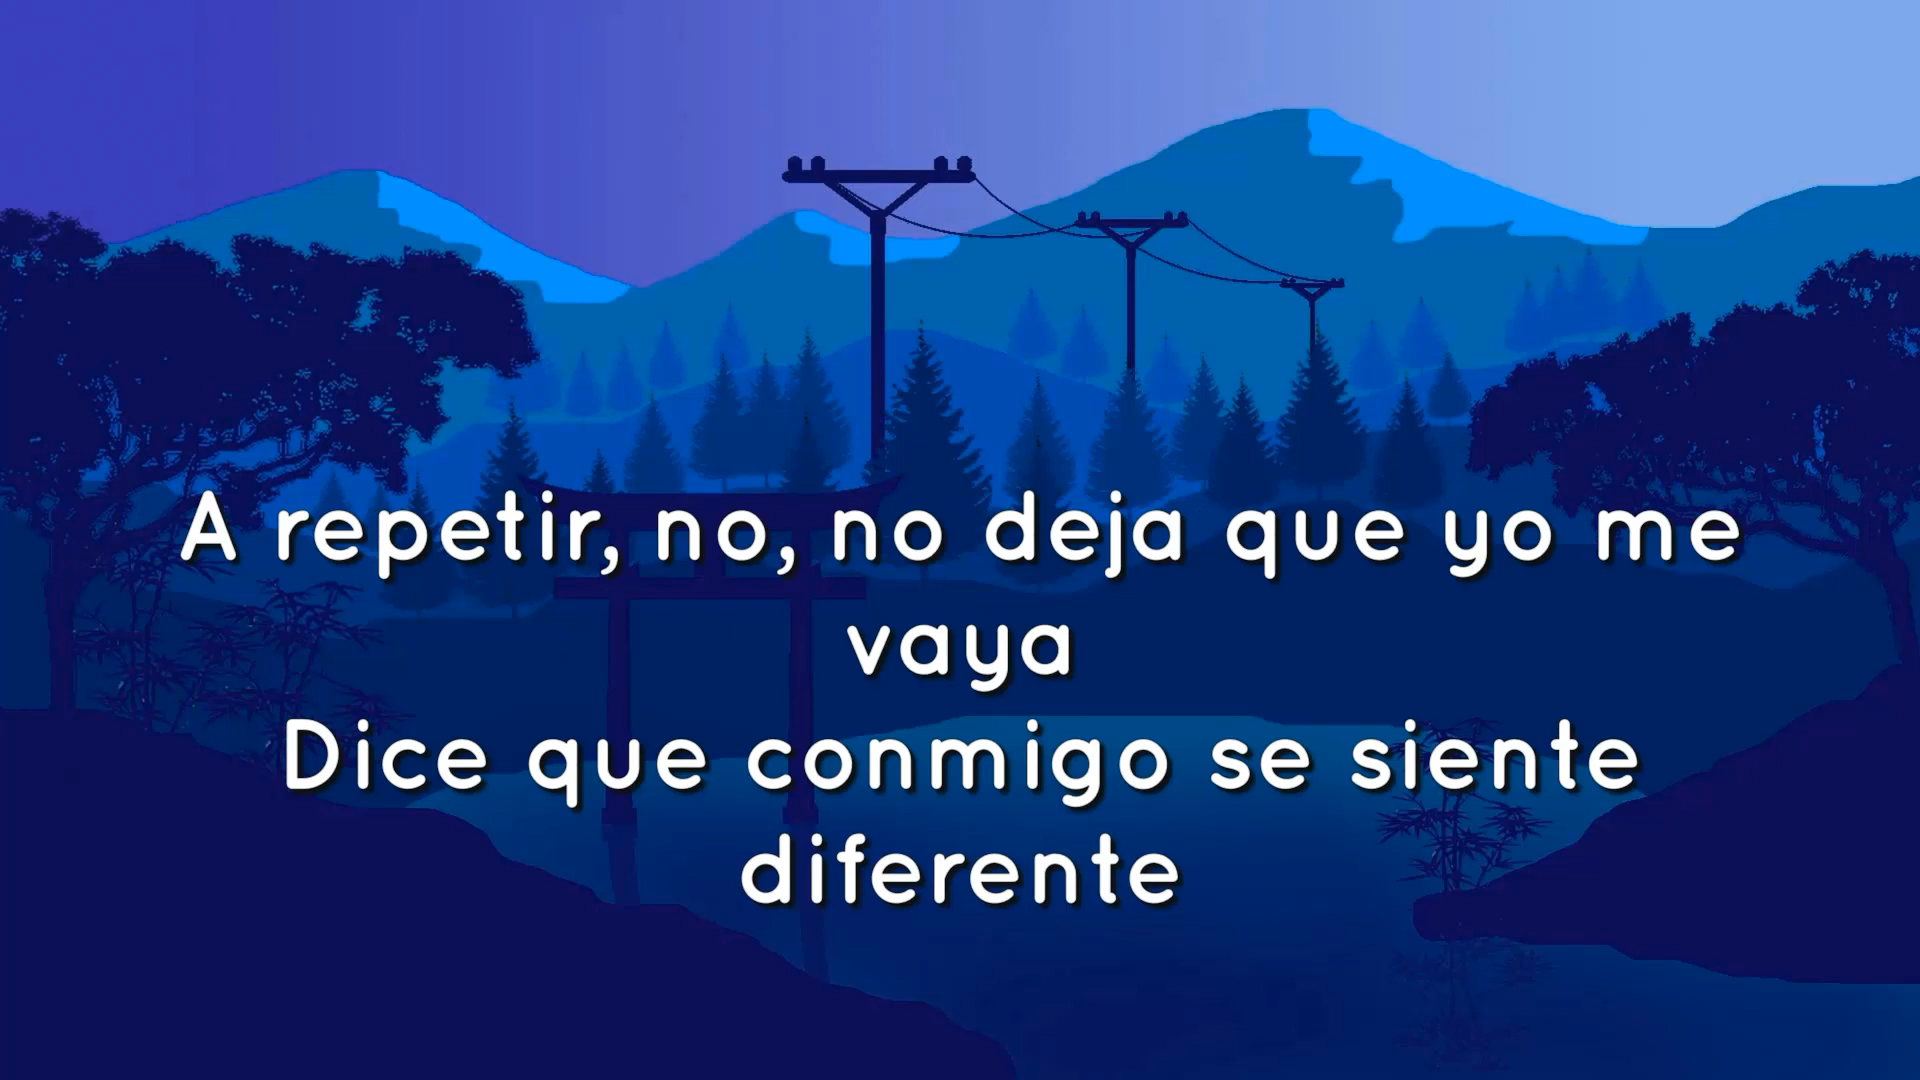 A repetir, no, no deja que yo me
vaya
Dice que conmigo se siente
diferente